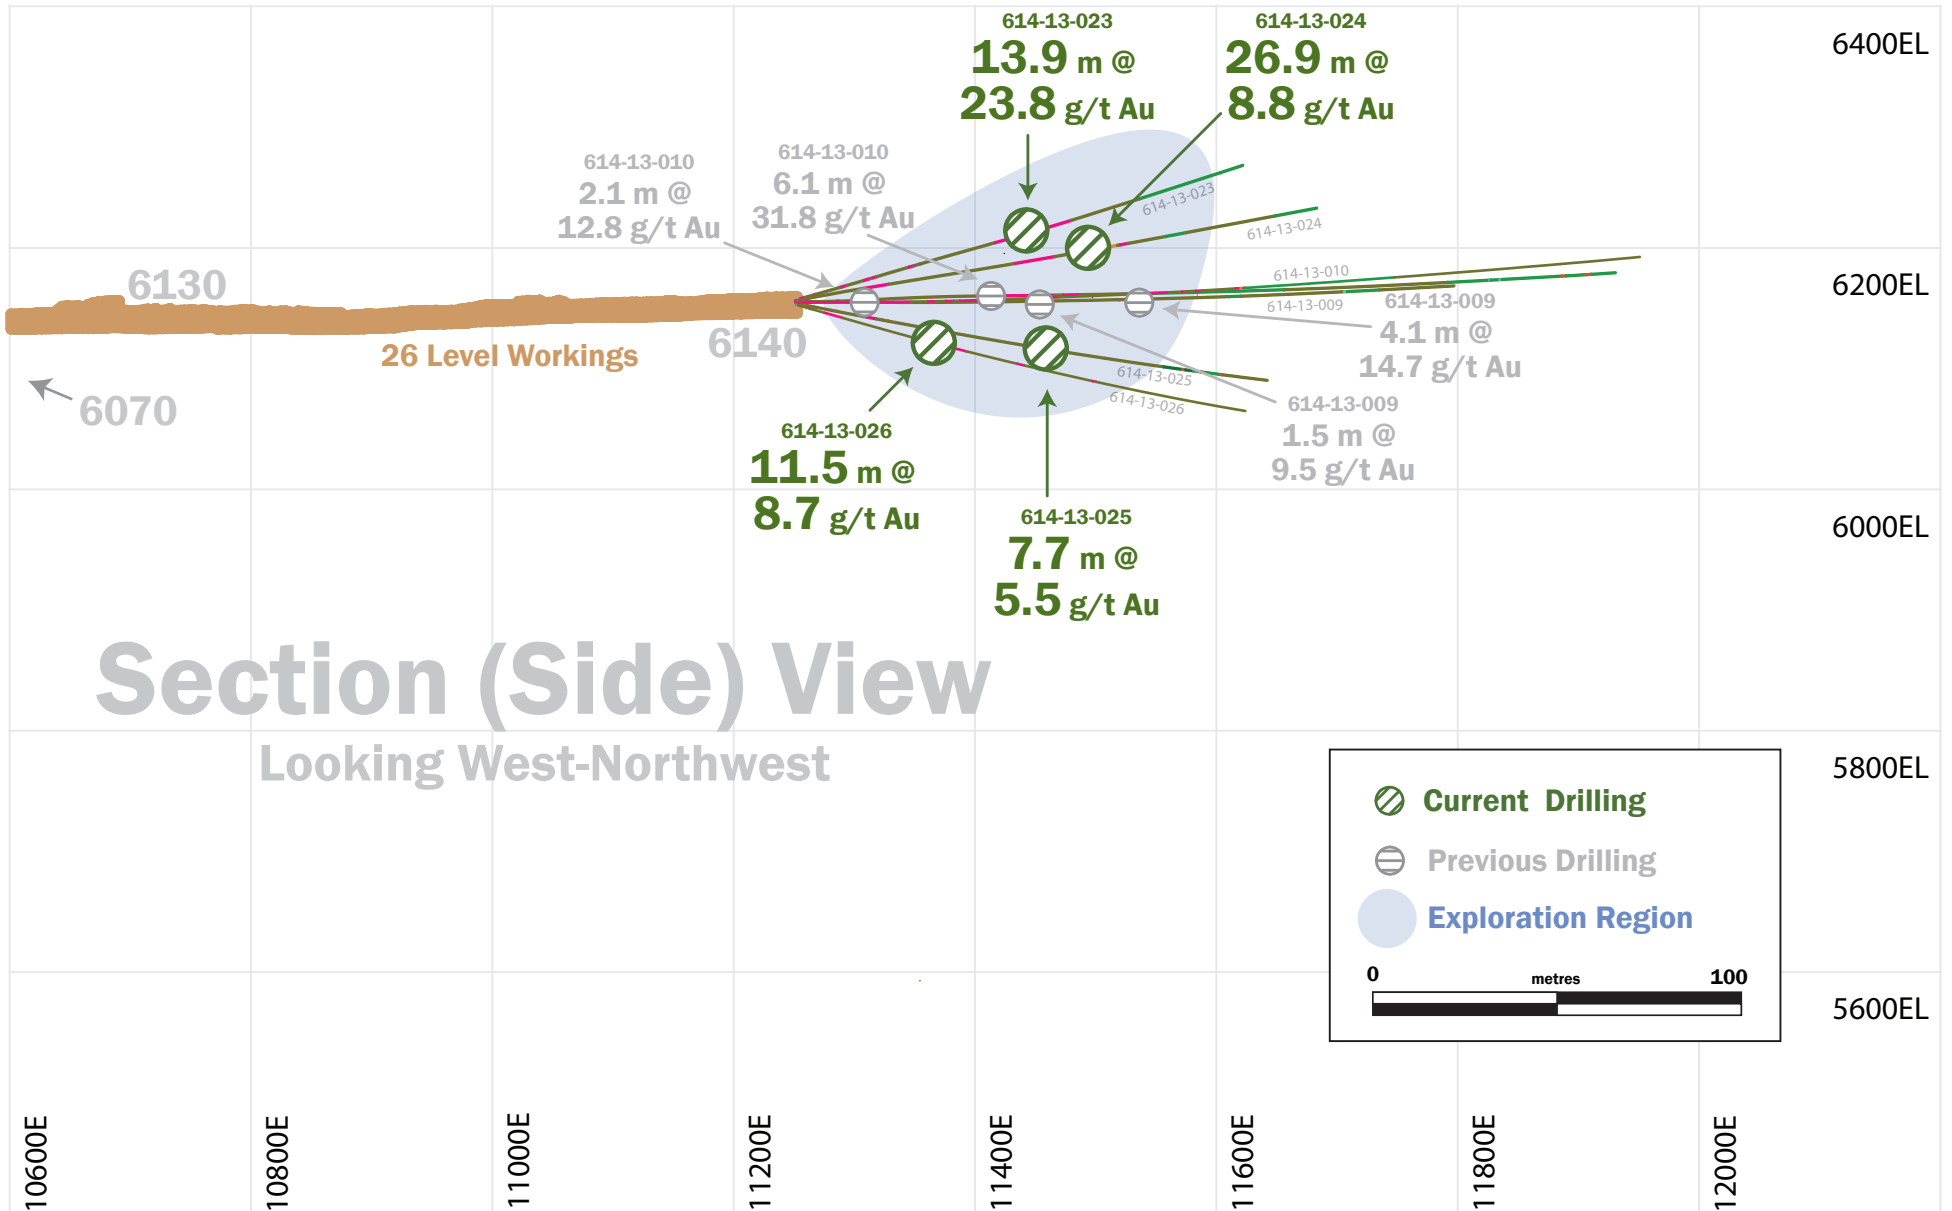 614-13-023
13.9 m @
23.8 g/t Au
614-13-024
26.9 m @
8.8 g/t Au
6400EL
614-13-010
2.1 m @
12.8 g/t Au
614-13-010
6.1 m @
31.8 g/t Au
614-13-023
614-13-024
614-13-010
614-13-009
6200EL
6130
6140
26 Level Workings
6070
614-13-009
4.1 m @
14.7 g/t Au
614-13-025
614-13-026
614-13-009
1.5 m @
9.5 g/t Au
614-13-026
11.5 m @
8.7 g/t Au
614-13-025
7.7 m @
5.5 g/t Au
6000EL
Section (Side) View
Looking West-Northwest
5800EL
Current Drilling
Previous Drilling
Exploration Region
0 metres 100
5600EL
10600E
10800E
11000E
11200E
11400E
11600E
11800E
12000E